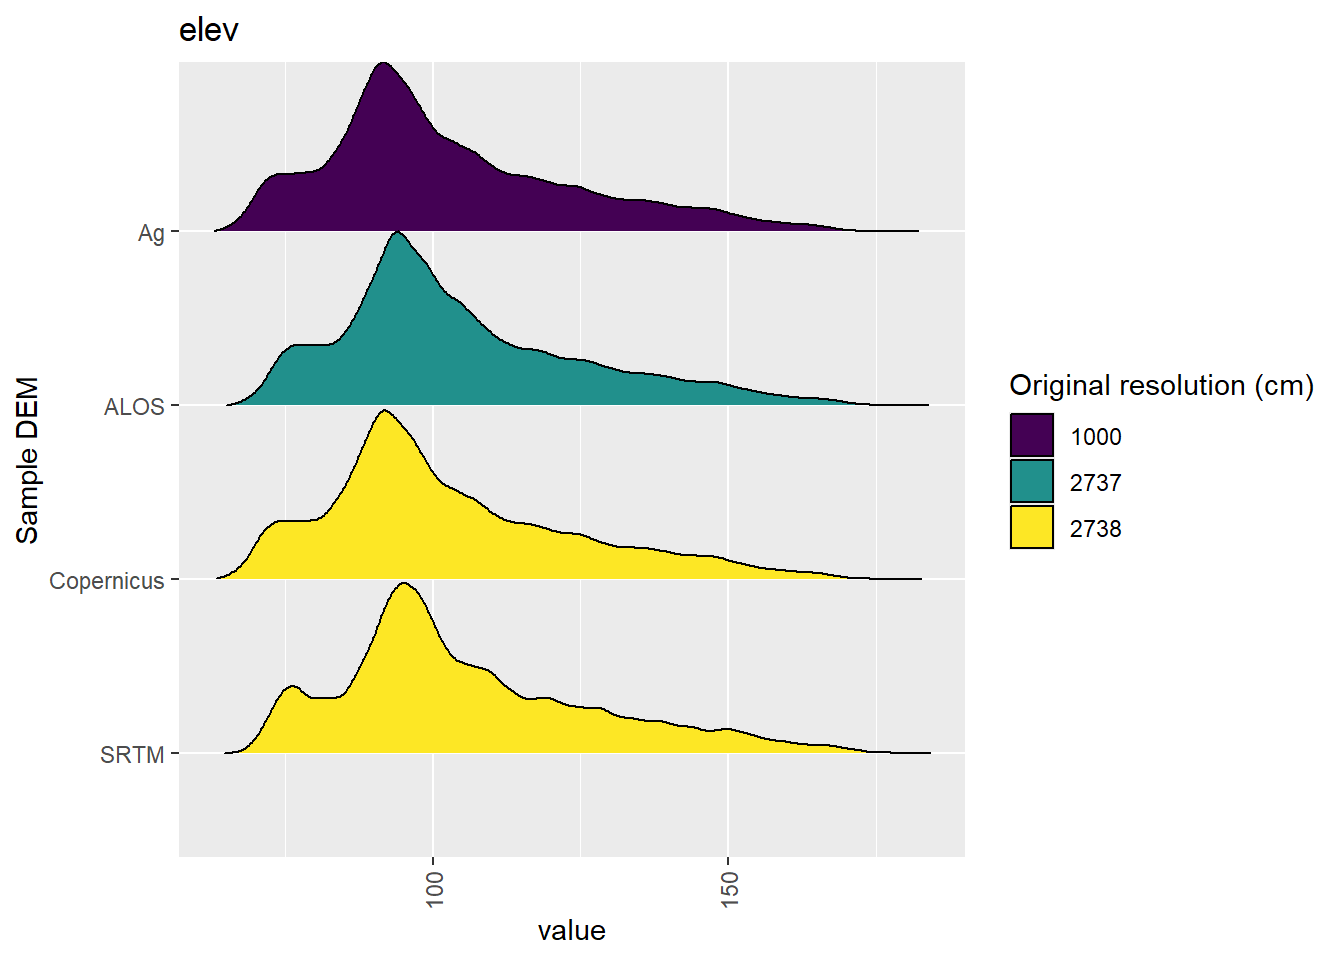 elev
Sample DEM
Ag
ALOS
Copernicus
SRTM
100
150
value
Original resolution (cm)
1000
2737
2738